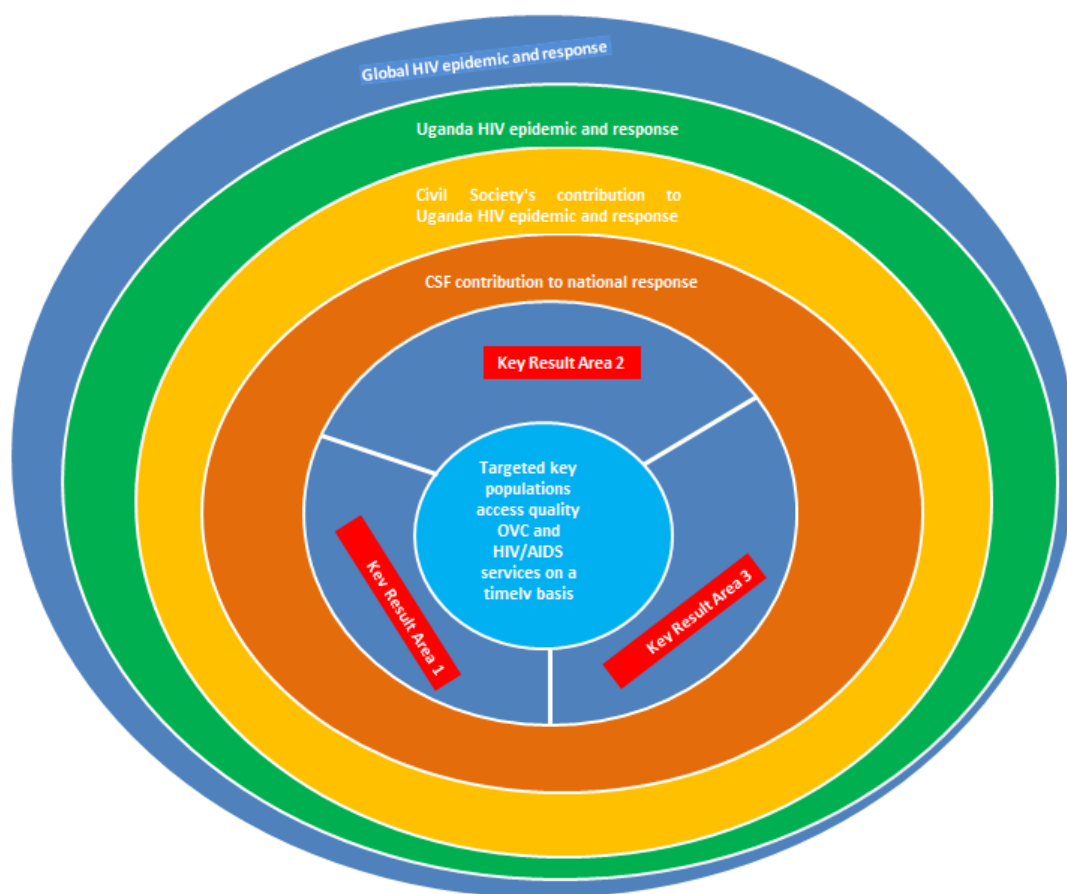 Global HIV epidemic and response
Uganda HIV epidemic and response
Civil Society's contribution to
Uganda HIV epidemic and response
CSF contribution to national response
Key Result Area 2
Targeted key
populations
access quality
OVC and
HIV/AIDS
services on a
timely basis
Key Result Area 1
Key Result Area 3